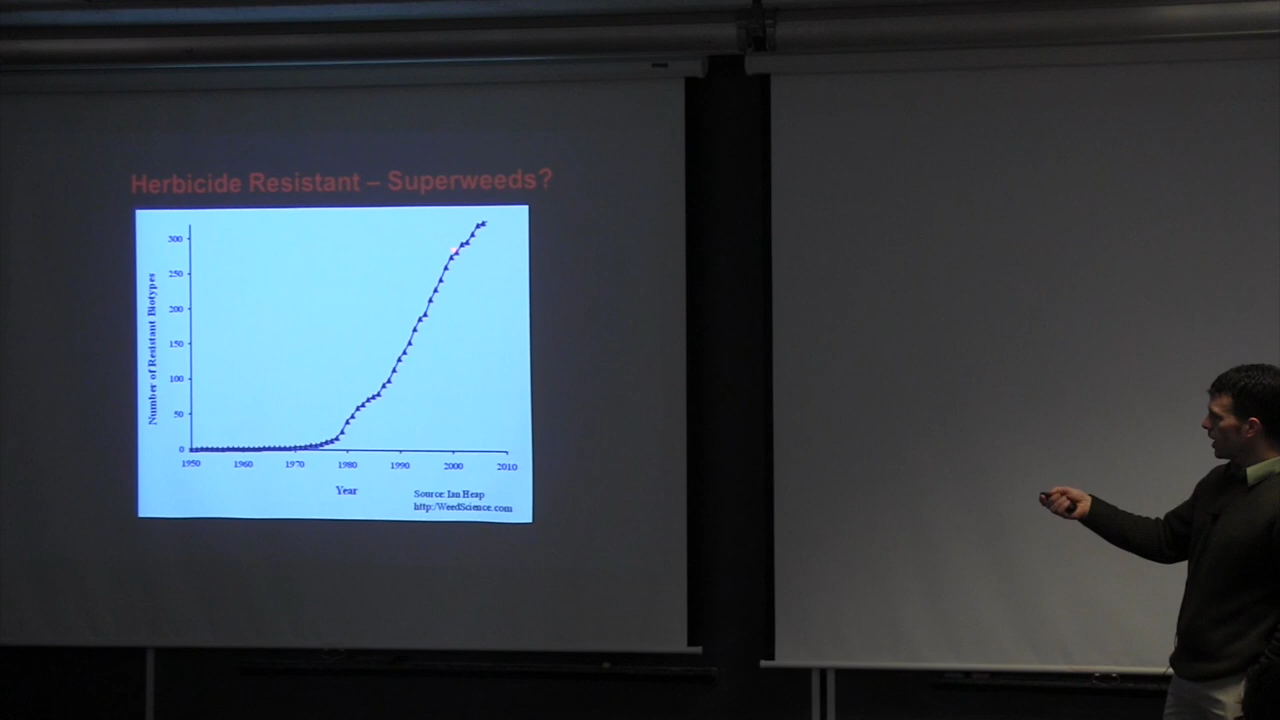 Herbicide Resistant – Superweeds?
Number of Resistant Biotypes
300
250
200
150
100
50
0
1950 1960 1970 1980 1990 2000 2010
Year
Source: Ian Heap
http:/WeedScience.com